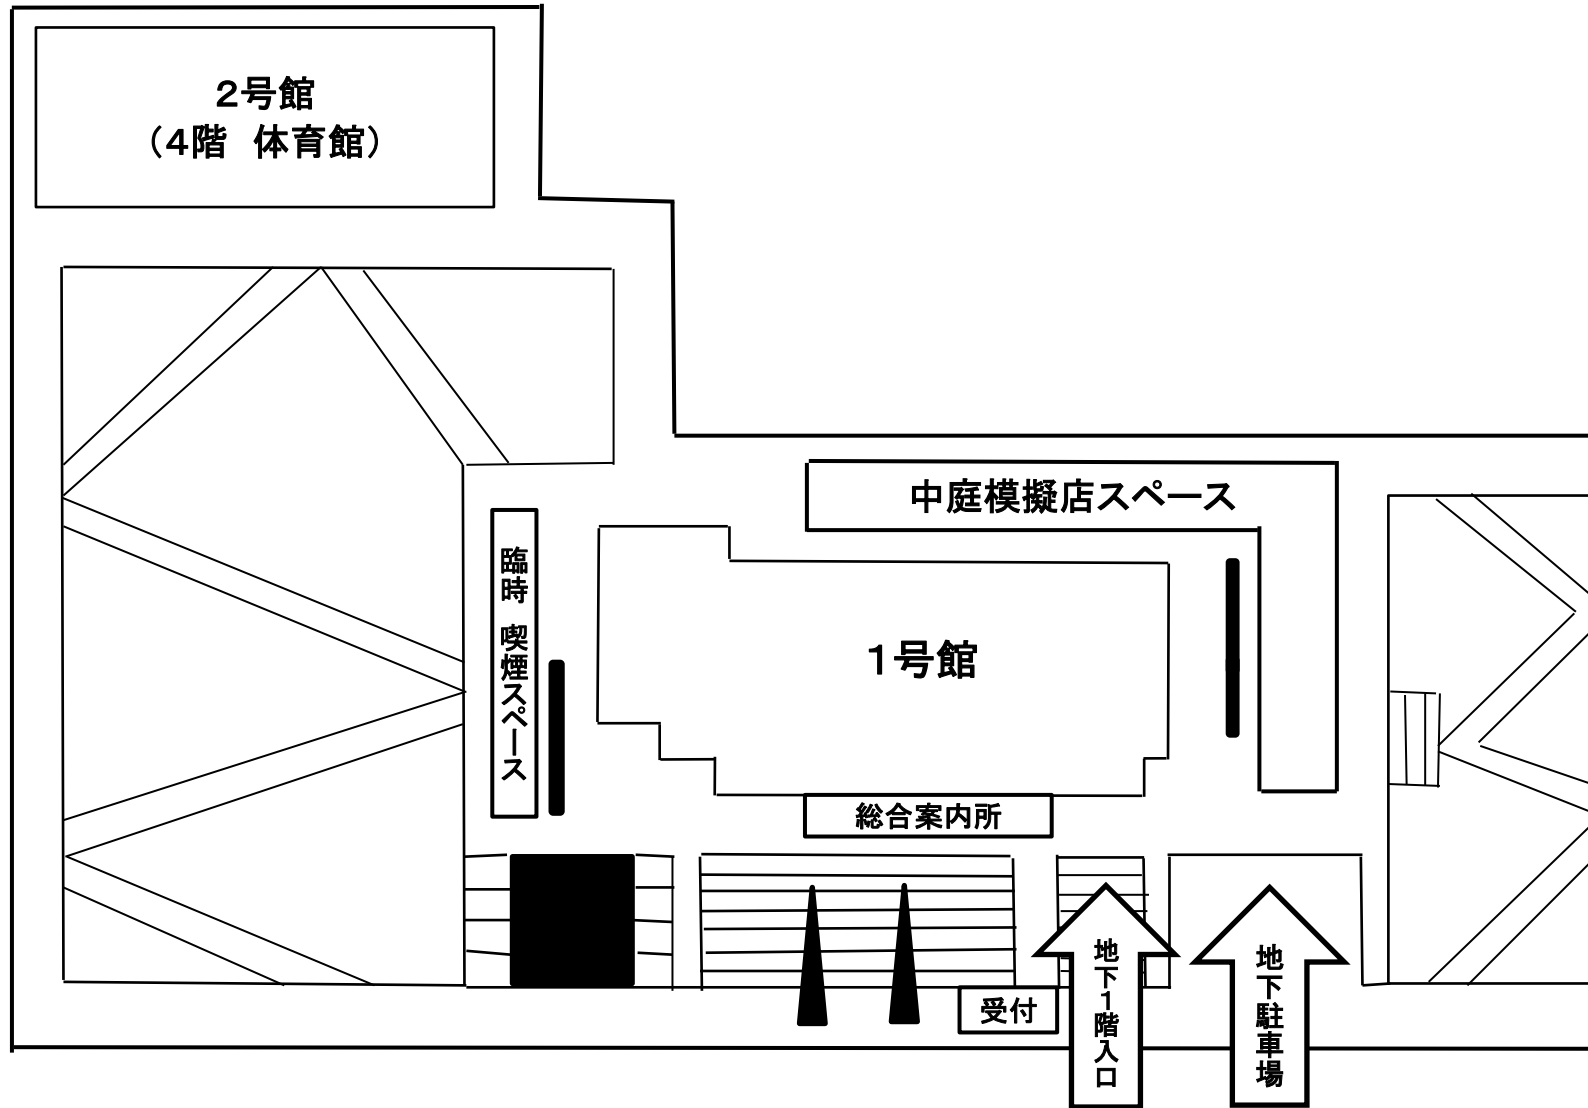 ２号館
（４階　体育館）
中庭模擬店スペース
臨時 喫煙スペース
１号館
総合案内所
受付
地下１階入口
地下駐車場